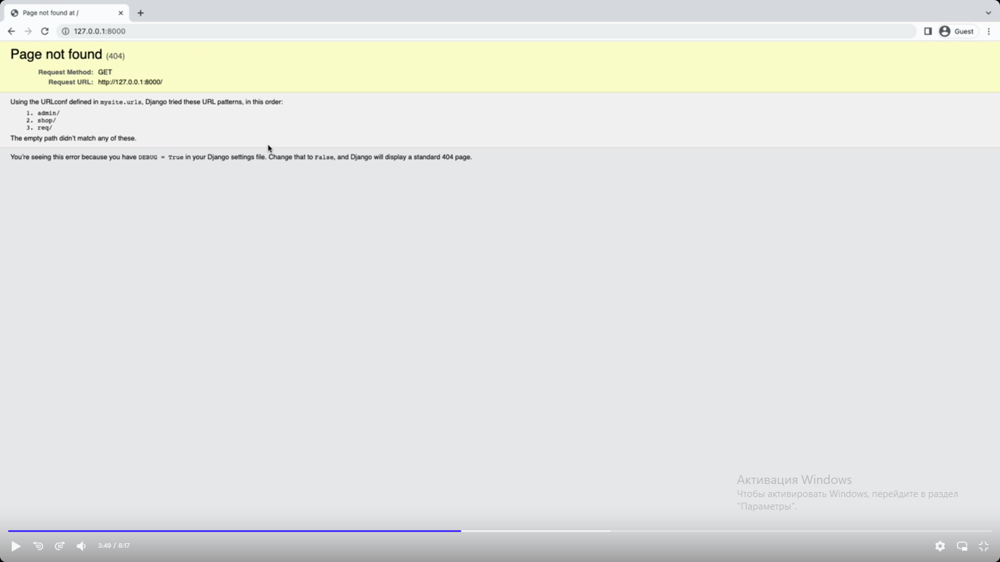 Page not found at /
127.0.0.1:8000
Guest
Page not found (404)
Request Method: GET
Request URL: http://127.0.0.1:8000/
Using the URLconf defined in mysite.urls, Django tried these URL patterns, in this order:
1. admin/
2. shop/
3. req/
The empty path didn't match any of these.
You're seeing this error because you have DEBUG = True in your Django settings file. Change that to False, and Django will display a standard 404 page.
Активация Windows
Чтобы активировать Windows, перейдите в раздел
"Параметры".
10 10 3:49 / 8:17